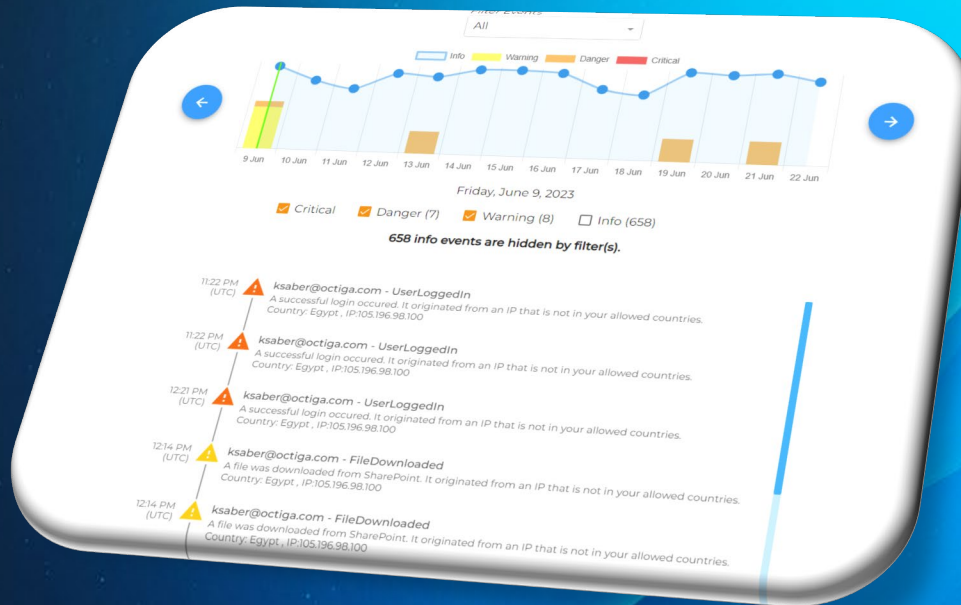 Filter Events
All
Info Warning Danger Critical
9 Jun 10 Jun 11 Jun 12 Jun 13 Jun 14 Jun 15 Jun 16 Jun 17 Jun 18 Jun 19 Jun 20 Jun 21 Jun 22 Jun
Friday, June 9, 2023
Critical Danger (7) Warning (8) Info (658)
658 info events are hidden by filter(s).
11:22 PM (UTC) ksaber@octiga.com - UserLoggedIn
A successful login occured. It originated from an IP that is not in your allowed countries.
Country: Egypt , IP:105.196.98.100
11:22 PM (UTC) ksaber@octiga.com - UserLoggedIn
A successful login occured. It originated from an IP that is not in your allowed countries.
Country: Egypt , IP:105.196.98.100
12:21 PM (UTC) ksaber@octiga.com - UserLoggedIn
A successful login occured. It originated from an IP that is not in your allowed countries.
Country: Egypt , IP:105.196.98.100
12:14 PM (UTC) ksaber@octiga.com - FileDownloaded
A file was downloaded from SharePoint. It originated from an IP that is not in your allowed countries.
Country: Egypt , IP:105.196.98.100
12:14 PM (UTC) ksaber@octiga.com - FileDownloaded
A file was downloaded from SharePoint. It originated from an IP that is not in your allowed countries.
Country: Egypt , IP:105.196.98.100